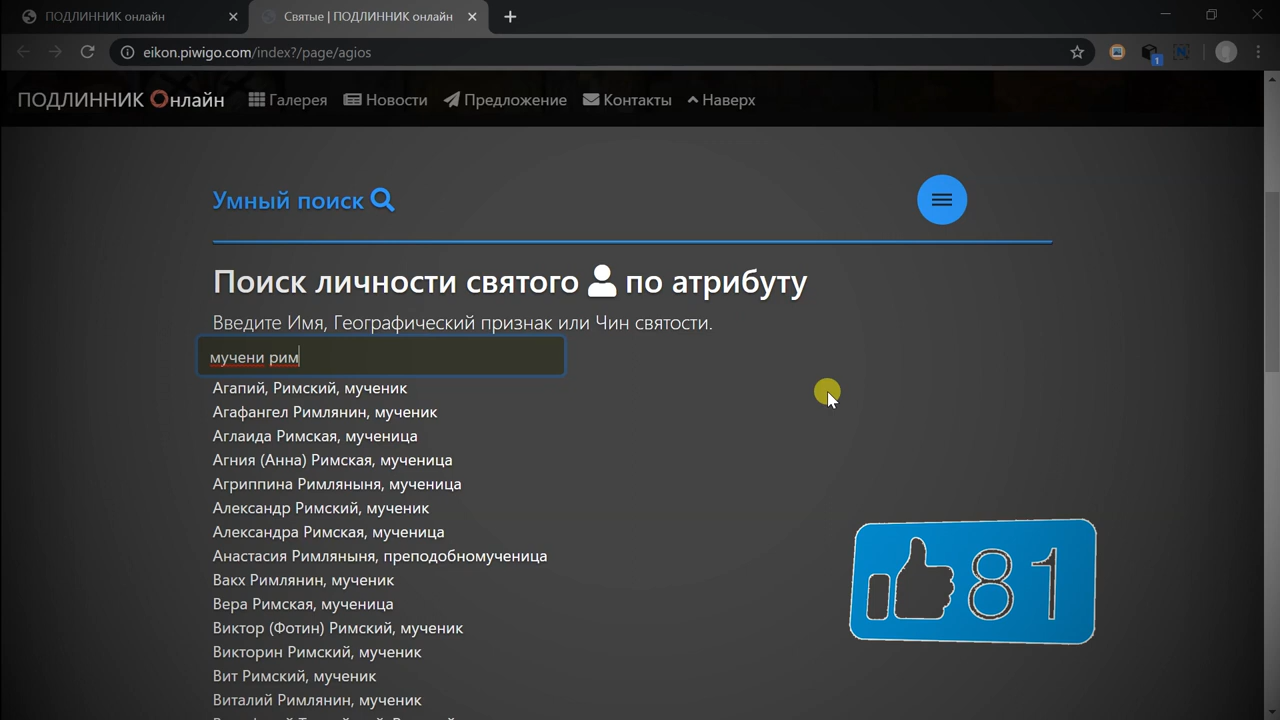 ПОДЛИННИК онлайн
Святые | ПОДЛИННИК онлайн
eikon.piwigo.com/index?/page/agios
1
ПОДЛИННИК Онлайн Галерея Новости Предложение Контакты Наверх
Умный поиск
Поиск личности святого по атрибуту
Введите Имя, Географический признак или Чин святости.
мучени рим
Агапий, Римский, мученик
Агафангел Римлянин, мученик
Аглаида Римская, мученица
Агния (Анна) Римская, мученица
Агриппина Римляныня, мученица
Александр Римский, мученик
Александра Римская, мученица
Анастасия Римляныня, преподобномученица
Вакх Римлянин, мученик
Вера Римская, мученица
Виктор (Фотин) Римский, мученик
Викторин Римский, мученик
Вит Римский, мученик
Виталий Римлянин, мученик
81